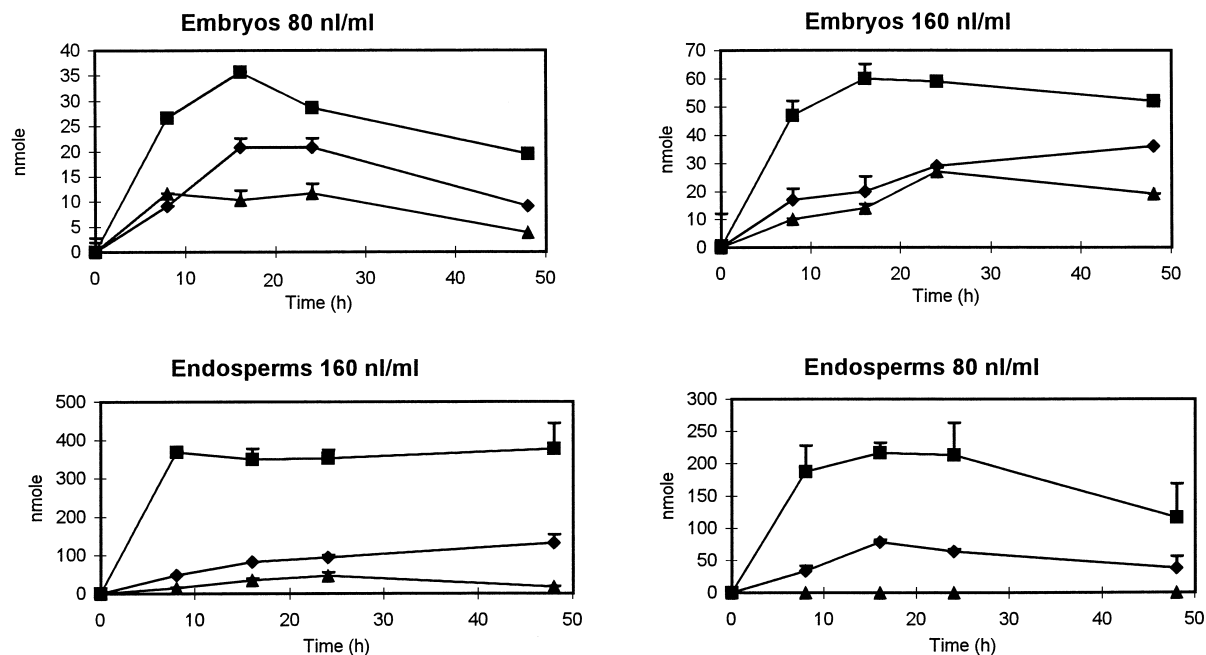 Embryos 80 nl/ml
40
35
30
25
20
15
10
5
0
nmole
0 10 20 30 40 50
Time (h)
Embryos 160 nl/ml
70
60
50
40
30
20
10
0
nmole
0 10 20 30 40 50
Time (h)
Endosperms 160 nl/ml
500
400
300
200
100
0
nmole
0 10 20 30 40 50
Time (h)
Endosperms 80 nl/ml
300
250
200
150
100
50
0
nmole
0 10 20 30 40 50
Time (h)